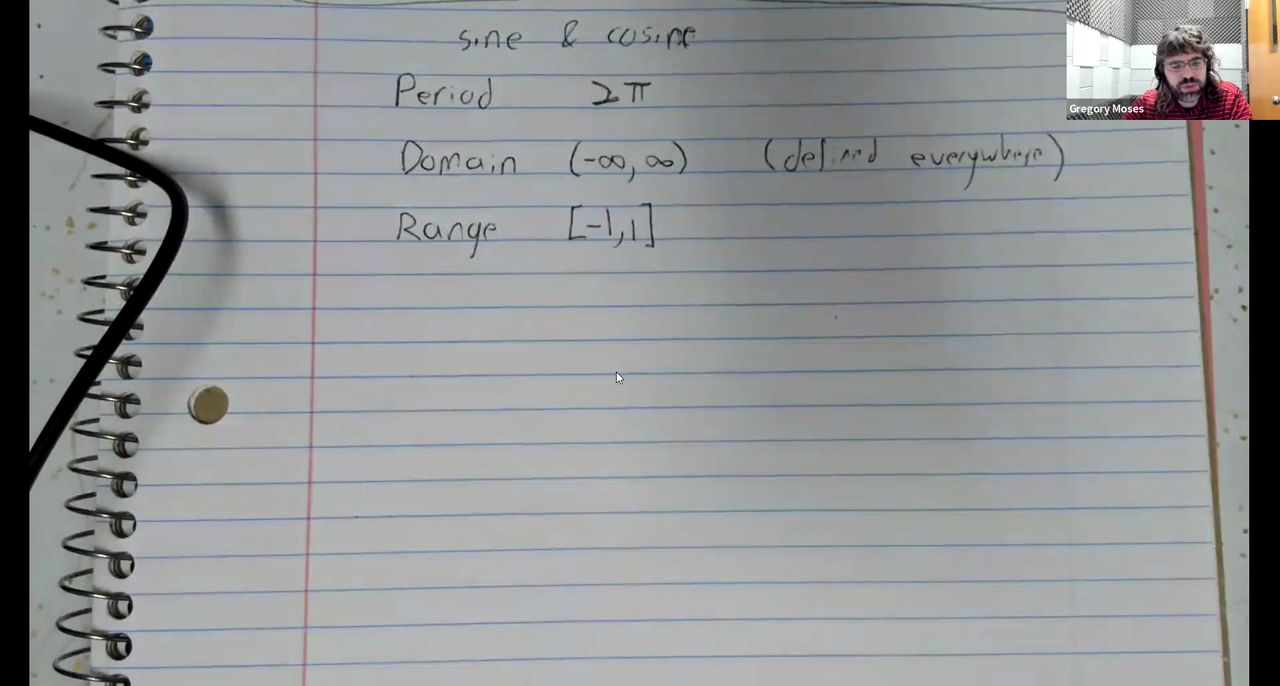 sine & cosine
Period 2π
Domain (-∞, ∞) (defined everywhere)
Range [-1, 1]
Gregory Moses